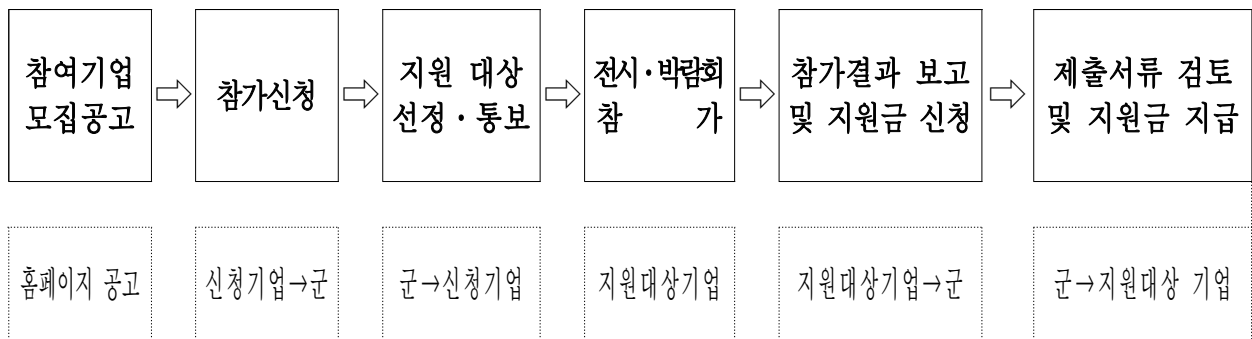 참여기업
모집공고
⇨
참가신청
⇨
지원 대상
선정·통보
⇨
전시·박람회
참 가
⇨
참가결과 보고
및 지원금 신청
⇨
제출서류 검토
및 지원금 지급
홈페이지 공고
신청기업→군
군→신청기업
지원대상기업
지원대상기업→군
군→지원대상 기업